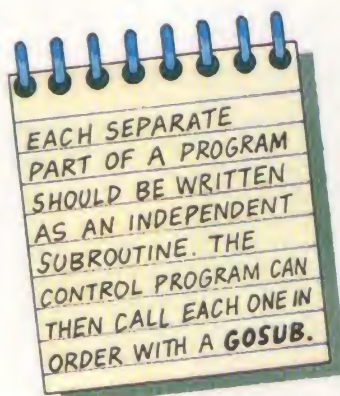 EACH SEPARATE
PART OF A PROGRAM
SHOULD BE WRITTEN
AS AN INDEPENDENT
SUBROUTINE. THE
CONTROL PROGRAM CAN
THEN CALL EACH ONE IN
ORDER WITH A GOSUB.